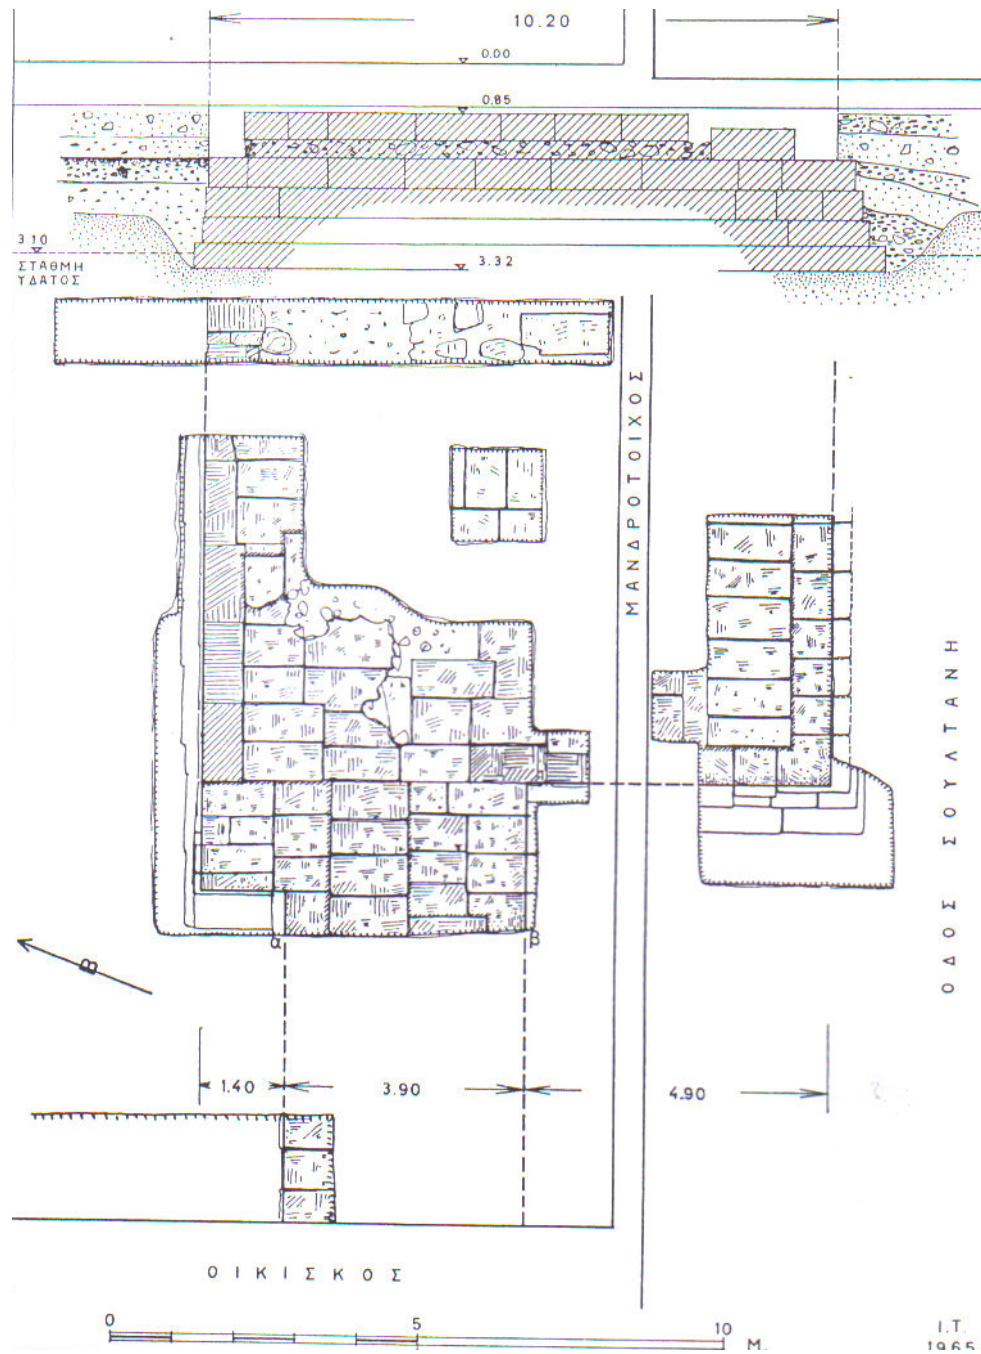 10.20
0.00
0.85
3.10
ΣΤΑΘΜΗ
ΥΔΑΤΟΣ
3.32
ΜΑΝΔΡΟΤΟΙΧΟΣ
ΟΔΟΣ ΣΟΥΛΤΑΝΗ
α
β
Β
1.40
3.90
4.90
ΟΙΚΙΣΚΟΣ
0
5
10
Μ.
Ι.Τ.
1965